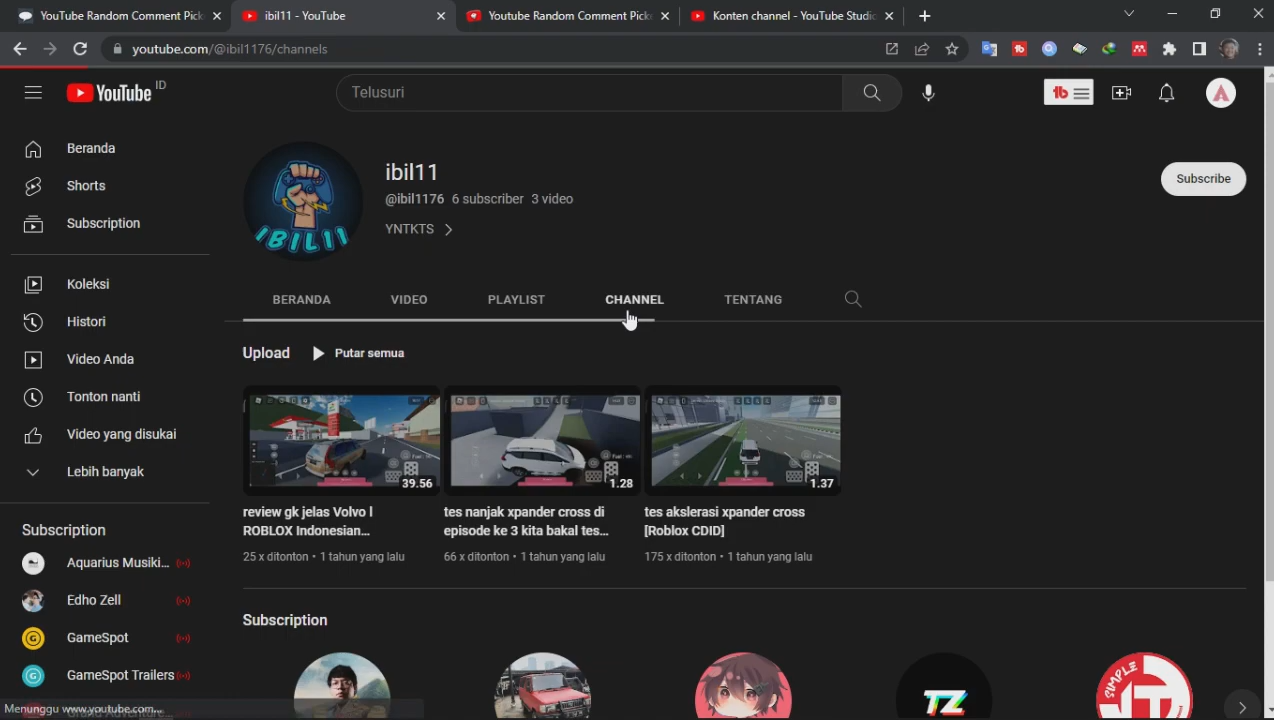 YouTube Random Comment Pick
ibil11 - YouTube
Youtube Random Comment Picke
Konten channel - YouTube Studio
youtube.com/@ibil1176/channels
YouTube ID
Telusuri
Beranda
Shorts
Subscription
Koleksi
Histori
Video Anda
Tonton nanti
Video yang disukai
Lebih banyak
Subscription
Aquarius Musiki...
Edho Zell
GameSpot
GameSpot Trailers
Menunggu www.youtube.com...
IBIL11
ibil11
@ibil1176 6 subscriber 3 video
YNTKTS
Subscribe
BERANDA
VIDEO
PLAYLIST
CHANNEL
TENTANG
Upload
Putar semua
39.56
1.28
1.37
review gk jelas Volvo l
ROBLOX Indonesian...
25 x ditonton • 1 tahun yang lalu
tes nanjak xpander cross di
episode ke 3 kita bakal tes...
66 x ditonton • 1 tahun yang lalu
tes akslerasi xpander cross
[Roblox CDID]
175 x ditonton • 1 tahun yang lalu
Subscription
TZ
SIMPLE
JT